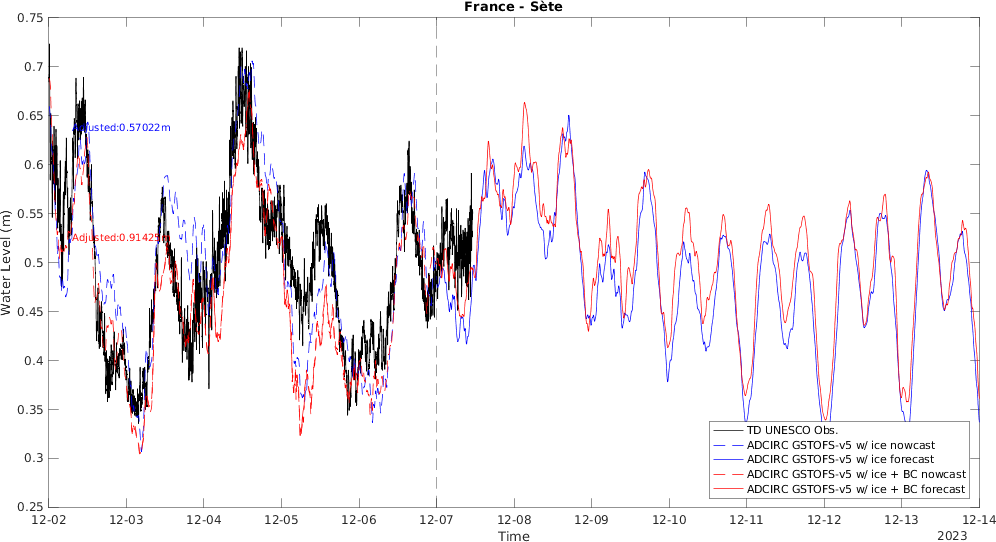 France - Sète
0.75
0.7
0.65
0.6
0.55
0.5
0.45
0.4
0.35
0.3
0.25
Water Level (m)
Adjusted:0.57022m
Adjusted:0.91425m
TD UNESCO Obs.
ADCIRC GSTOFS-v5 w/ ice nowcast
ADCIRC GSTOFS-v5 w/ ice forecast
ADCIRC GSTOFS-v5 w/ ice + BC nowcast
ADCIRC GSTOFS-v5 w/ ice + BC forecast
12-02 12-03 12-04 12-05 12-06 12-07 12-08 12-09 12-10 12-11 12-12 12-13 12-14
Time
2023